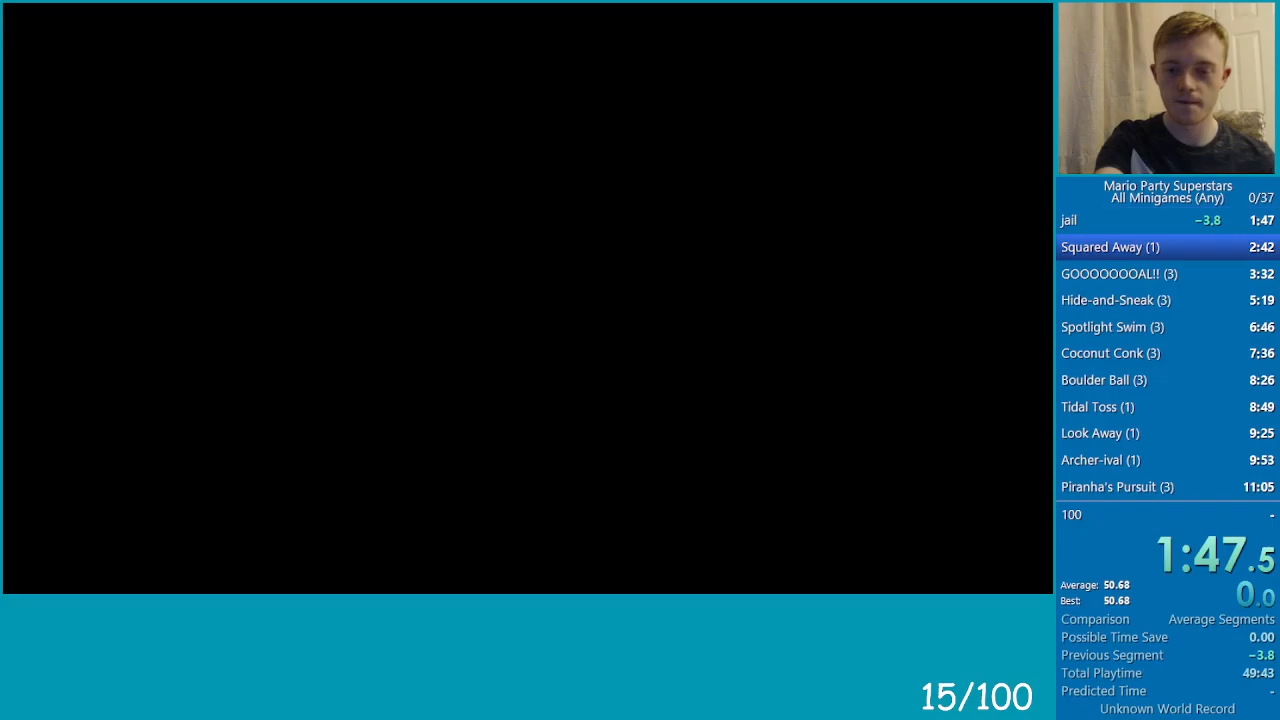 Mario Party Superstars
All Minigames (Any) 0/37
jail −3.8 1:47
Squared Away (1) 2:42
GOOOOOOOAL!! (3) 3:32
Hide-and-Sneak (3) 5:19
Spotlight Swim (3) 6:46
Coconut Conk (3) 7:36
Boulder Ball (3) 8:26
Tidal Toss (1) 8:49
Look Away (1) 9:25
Archer-ival (1) 9:53
Piranha's Pursuit (3) 11:05
100 -
1:47.5
Average: 50.68
Best: 50.68 0.0
Comparison Average Segments
Possible Time Save 0.00
Previous Segment −3.8
Total Playtime 49:43
Predicted Time -
Unknown World Record
15/100